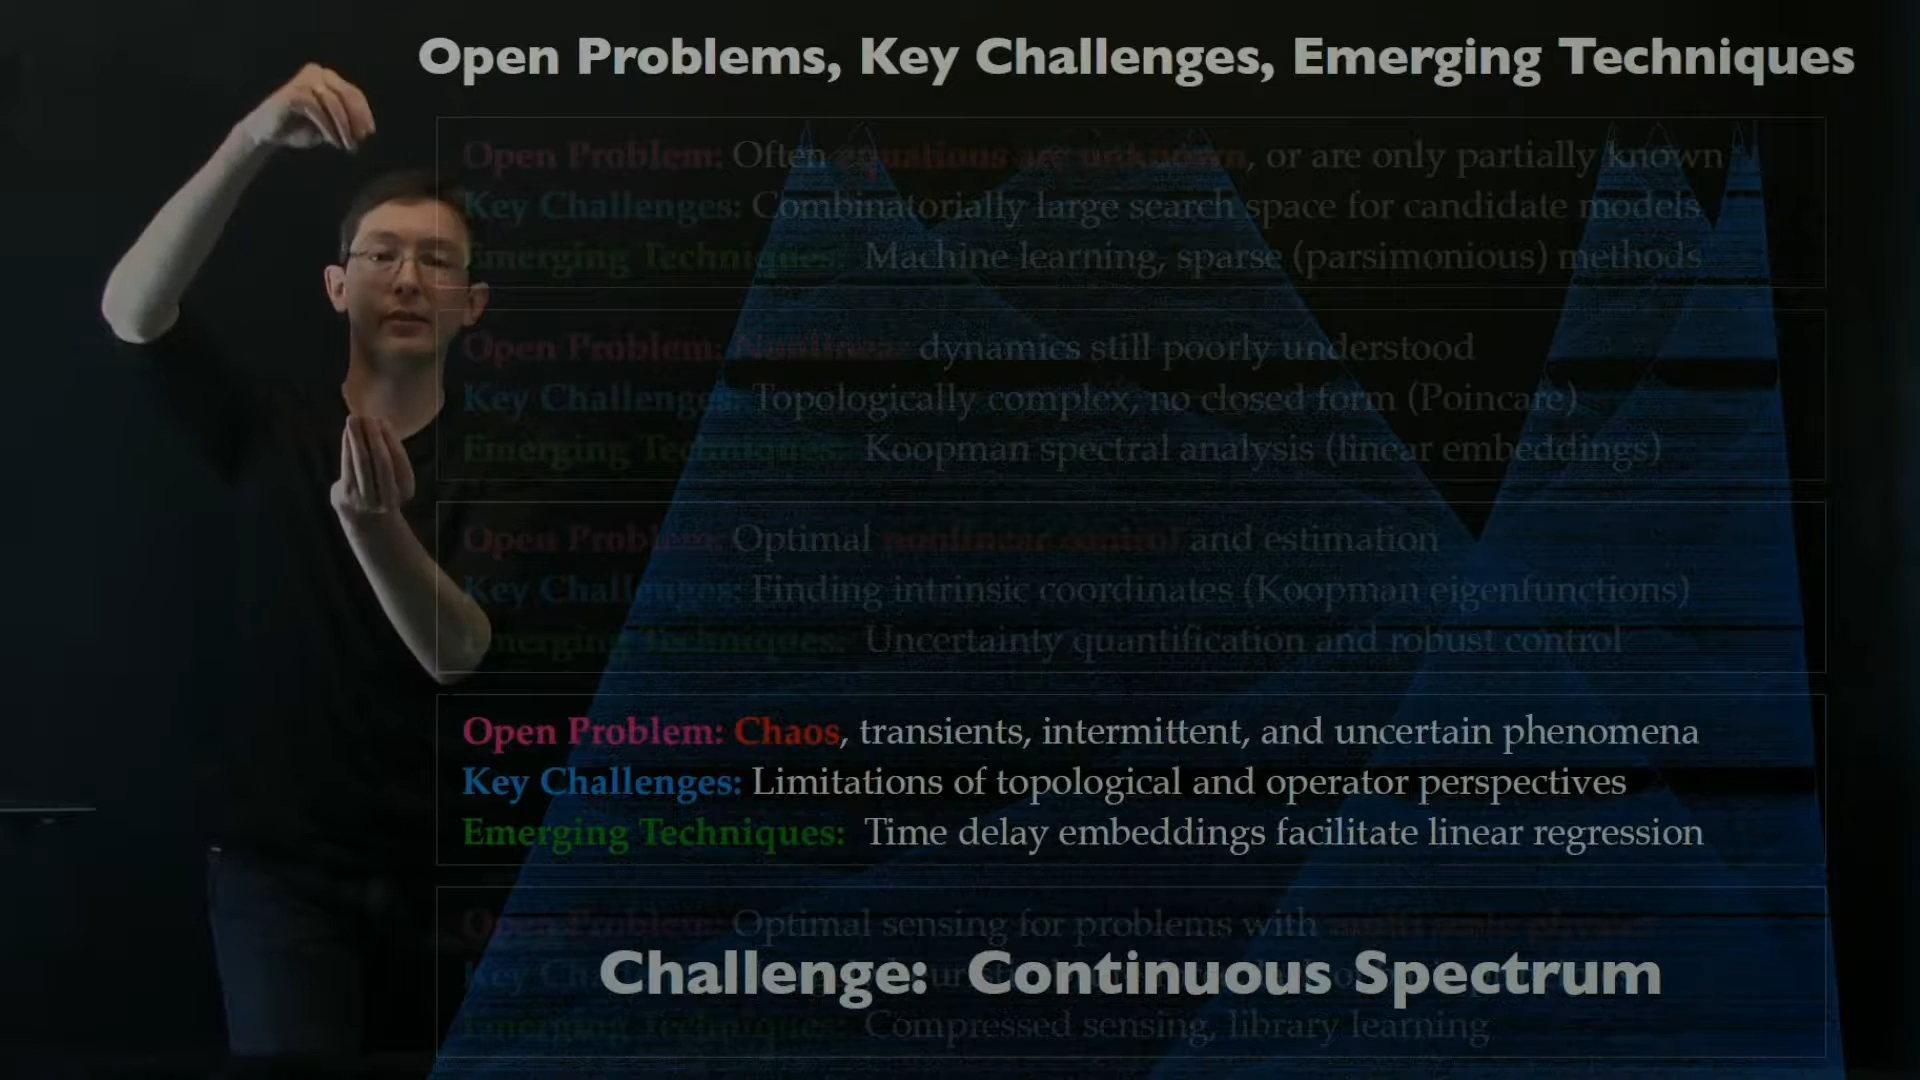 Open Problems, Key Challenges, Emerging Techniques
Open Problem: Often equations are unknown, or are only partially known
Key Challenges: Combinatorially large search space for candidate models
Emerging Techniques: Machine learning, sparse (parsimonious) methods
Open Problem: Nonlinear dynamics still poorly understood
Key Challenges: Topologically complex, no closed form (Poincare)
Emerging Techniques: Koopman spectral analysis (linear embeddings)
Open Problem: Optimal nonlinear control and estimation
Key Challenges: Finding intrinsic coordinates (Koopman eigenfunctions)
Emerging Techniques: Uncertainty quantification and robust control
Open Problem: Chaos, transients, intermittent, and uncertain phenomena
Key Challenges: Limitations of topological and operator perspectives
Emerging Techniques: Time delay embeddings facilitate linear regression
Open Problem: Optimal sensing for problems with
Challenge: Continuous Spectrum
Emerging Techniques: Compressed sensing, library learning